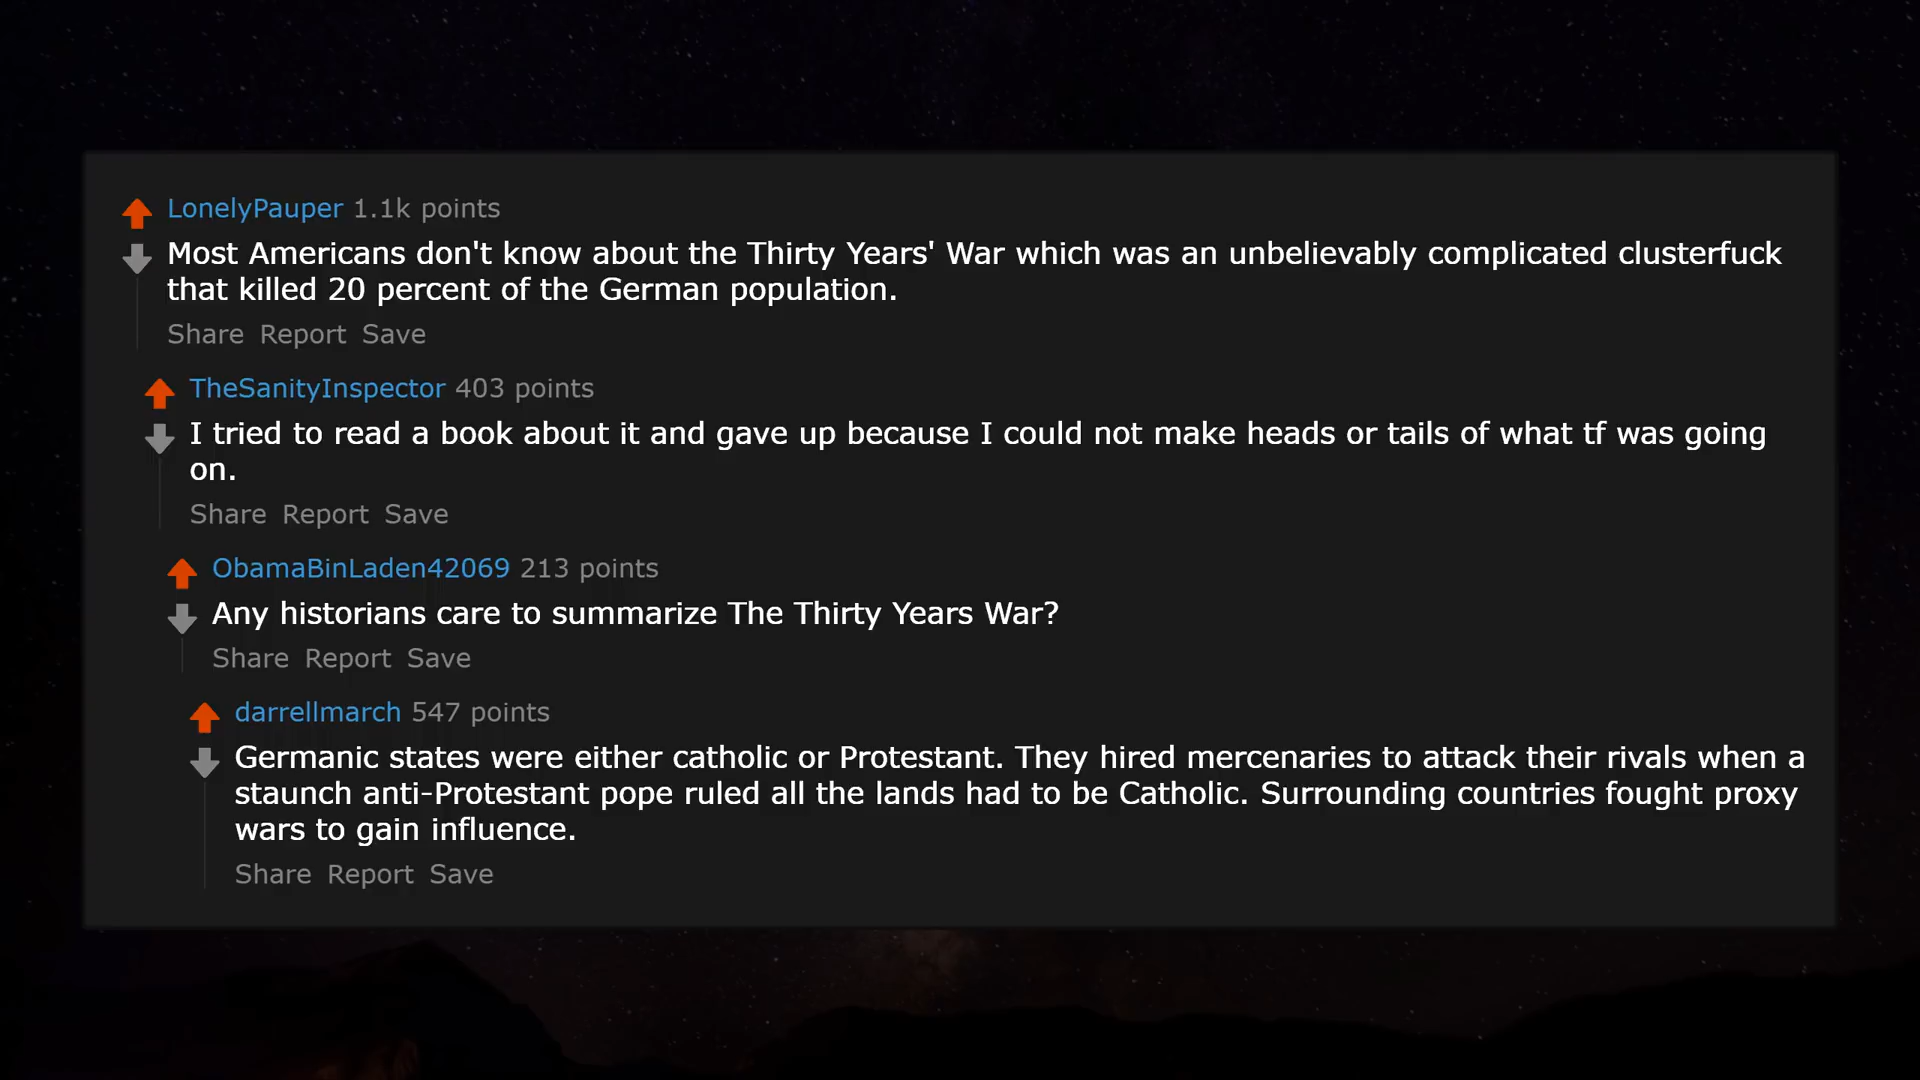 LonelyPauper 1.1k points
Most Americans don't know about the Thirty Years' War which was an unbelievably complicated clusterfuck
that killed 20 percent of the German population.
Share Report Save
TheSanityInspector 403 points
I tried to read a book about it and gave up because I could not make heads or tails of what tf was going
on.
Share Report Save
ObamaBinLaden42069 213 points
Any historians care to summarize The Thirty Years War?
Share Report Save
darrellmarch 547 points
Germanic states were either catholic or Protestant. They hired mercenaries to attack their rivals when a
staunch anti-Protestant pope ruled all the lands had to be Catholic. Surrounding countries fought proxy
wars to gain influence.
Share Report Save